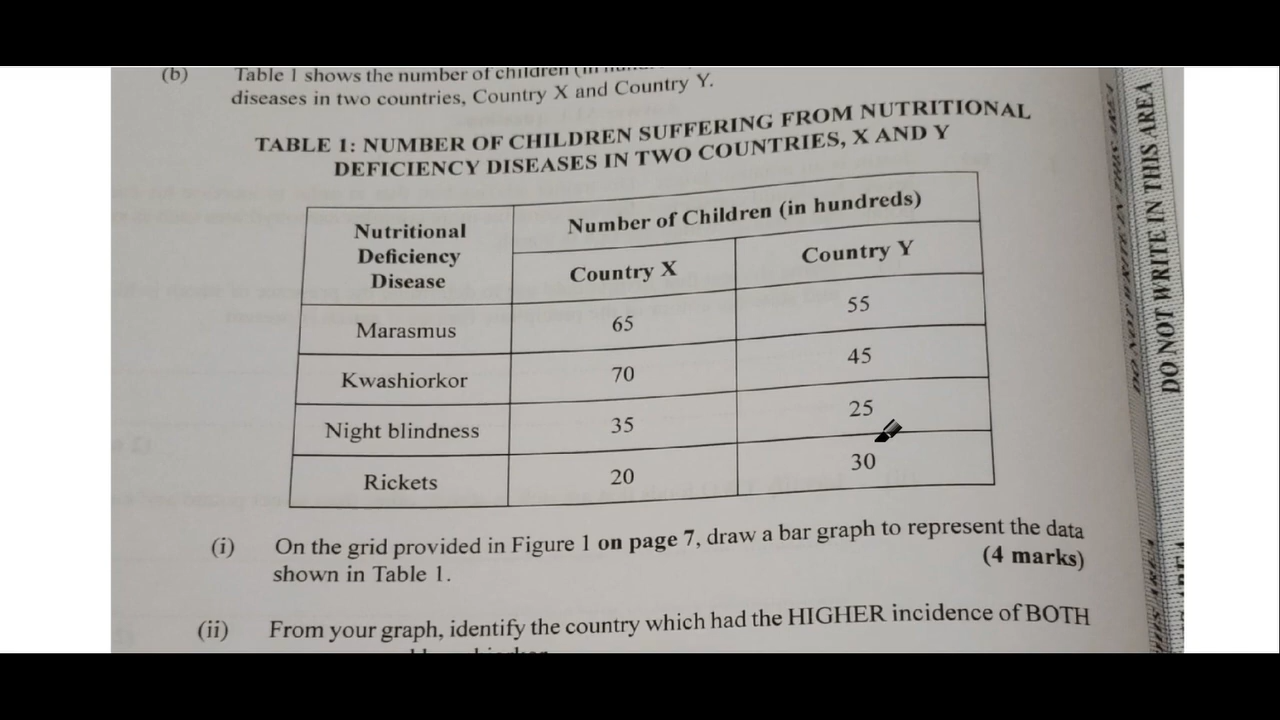 (b) Table 1 shows the number of children (in
diseases in two countries, Country X and Country Y.
TABLE 1: NUMBER OF CHILDREN SUFFERING FROM NUTRITIONAL
DEFICIENCY DISEASES IN TWO COUNTRIES, X AND Y
Nutritional
Deficiency
Disease
Number of Children (in hundreds)
Country X
Country Y
Marasmus 65 55
Kwashiorkor 70 45
Night blindness 35 25
Rickets 20 30
(i) On the grid provided in Figure 1 on page 7, draw a bar graph to represent the data
shown in Table 1. (4 marks)
(ii) From your graph, identify the country which had the HIGHER incidence of BOTH
DO NOT WRITE IN THIS AREA